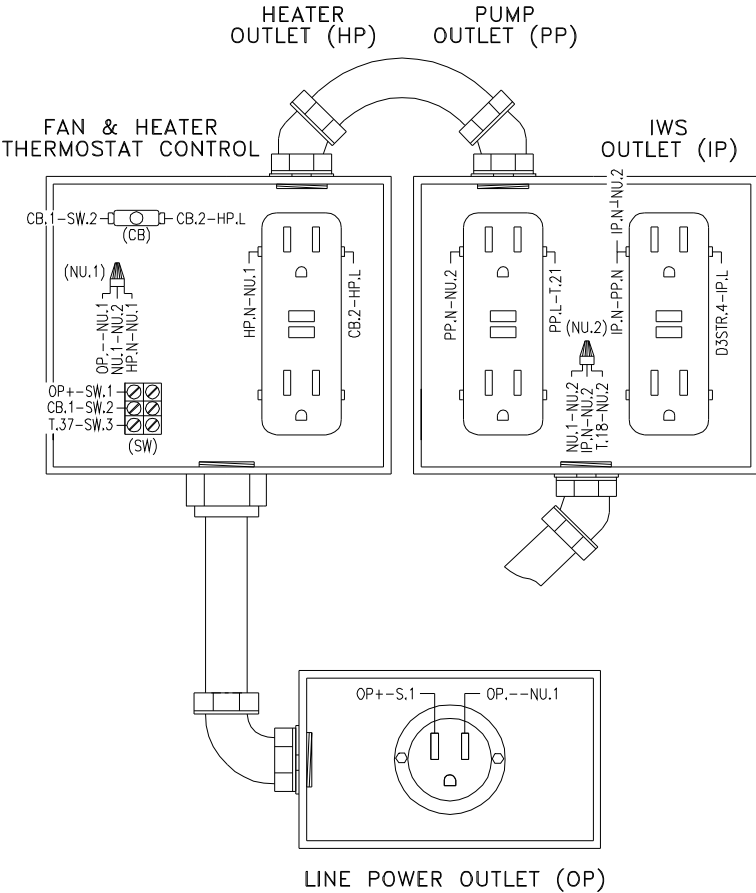 HEATER
OUTLET (HP)
PUMP
OUTLET (PP)
FAN & HEATER
THERMOSTAT CONTROL
IWS
OUTLET (IP)
CB.1-SW.2
CB.2-HP.L
(CB)
(NU.1)
OP.--NU.1
NU.1-NU.2
HP.N-NU.1
HP.N-NU.1
CB.2-HP.L
OP+-SW.1
CB.1-SW.2
T.37-SW.3
(SW)
PP.N-NU.2
PP.L-T.21
(NU.2)
NU.1-NU.2
IP.N-NU.2
T.18-NU.2
IP.N-PP.N
IP.N-NU.2
D3STR.4-IP.L
OP+-S.1
OP.--NU.1
LINE POWER OUTLET (OP)